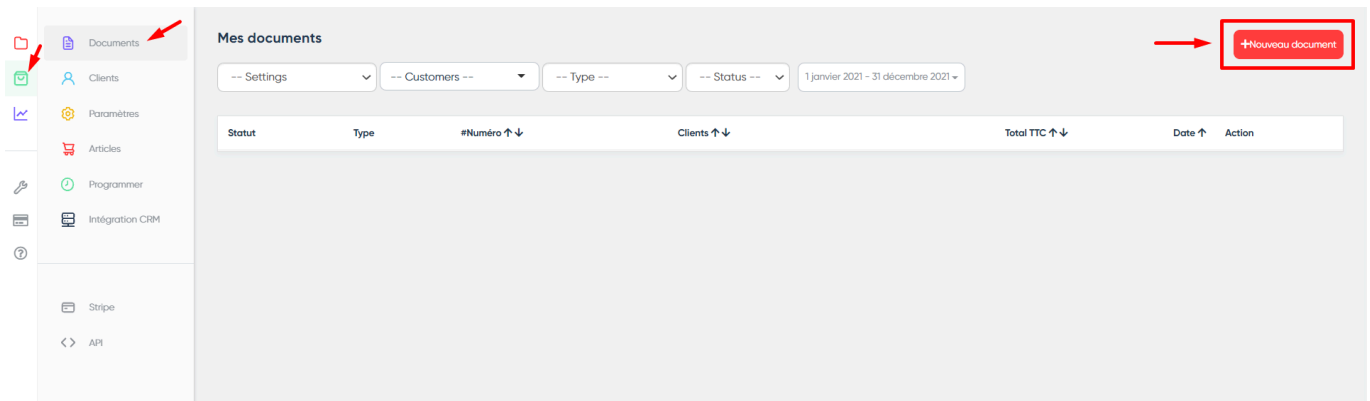 Documents
Clients
Paramètres
Articles
Programmer
Intégration CRM
Stripe
API
Mes documents
+Nouveau document
-- Settings
-- Customers --
-- Type --
-- Status --
1 janvier 2021 - 31 décembre 2021
Statut Type #Numéro ↑↓ Clients ↑↓ Total TTC ↑↓ Date ↑ Action